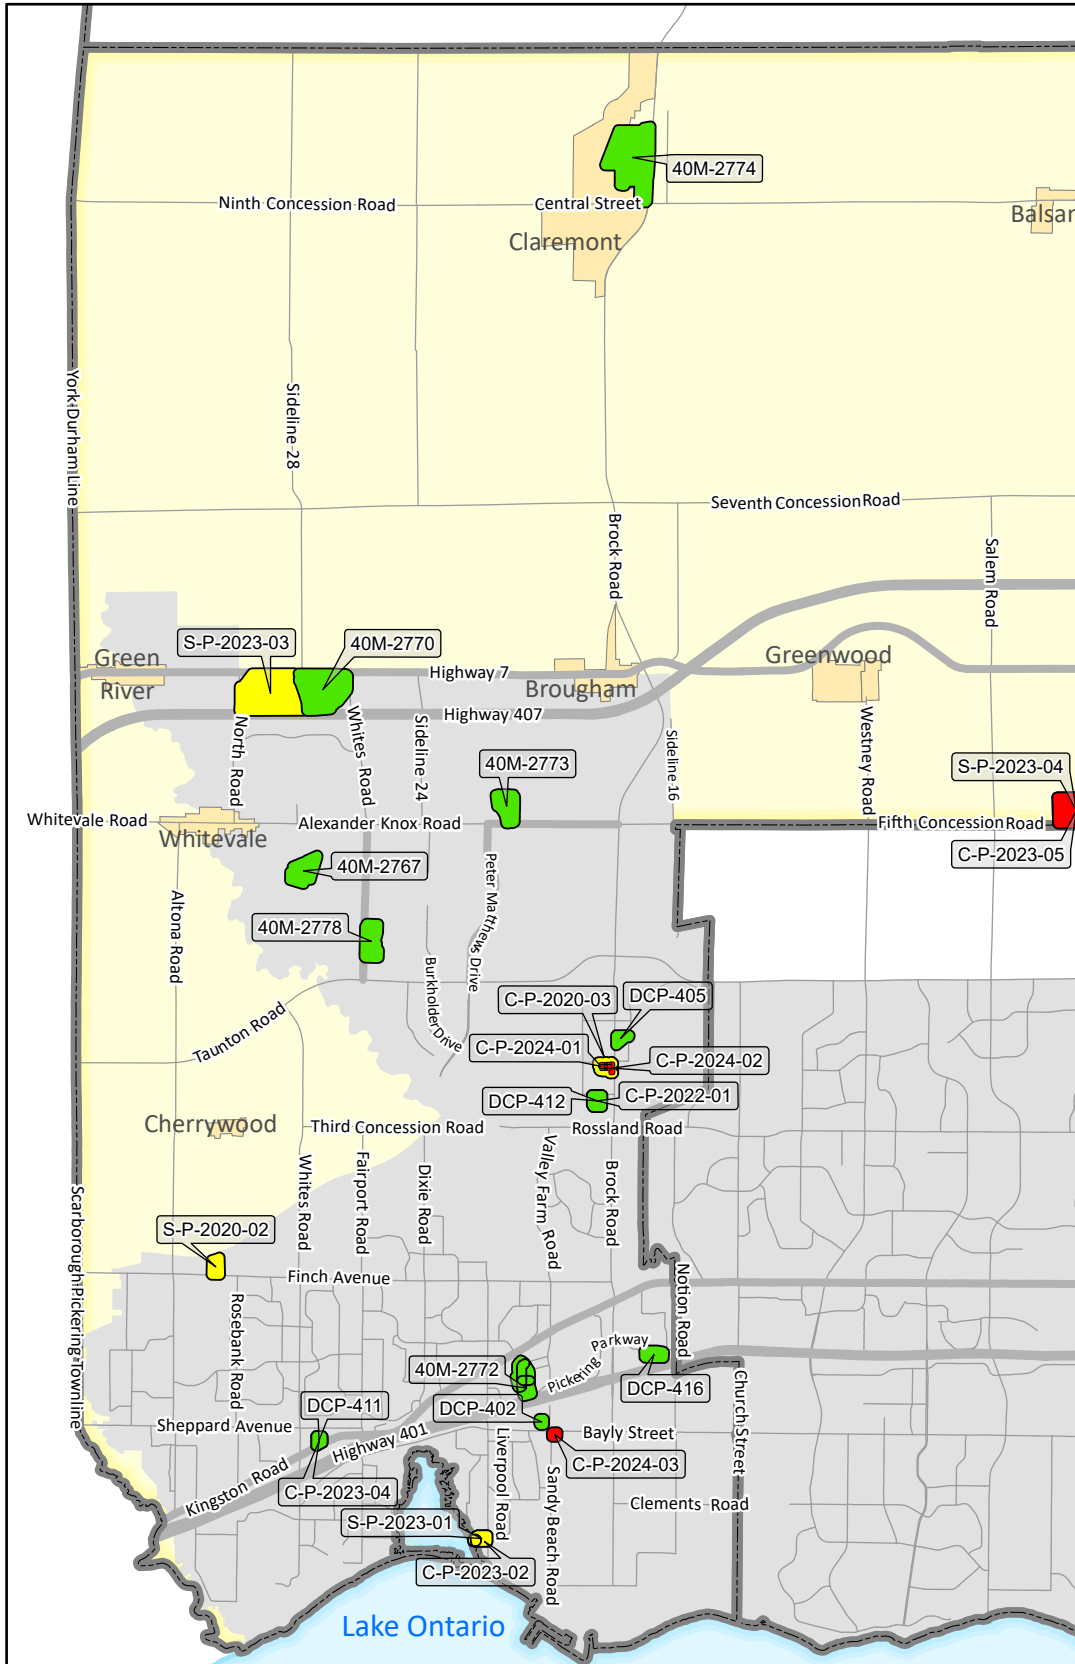 40M-2774
Ninth Concession Road
Central Street
Balsam
Claremont
York-Durham Line
Sideline 28
Seventh Concession Road
Brock Road
Salem Road
S-P-2023-03
40M-2770
Green
River
Highway 7
Brougham
Greenwood
Highway 407
North Road
Whites Road
Sideline 24
Sideline 16
Westney Road
40M-2773
S-P-2023-04
Whitevale Road
Whitevale
Alexander Knox Road
Fifth Concession Road
C-P-2023-05
40M-2767
Altona Road
Peter Matthews Drive
40M-2778
Burkholder Drive
C-P-2020-03
DCP-405
Taunton Road
C-P-2024-01
C-P-2024-02
DCP-412
C-P-2022-01
Cherrywood
Third Concession Road
Rossland Road
Whites Road
Fairport Road
Dixie Road
Valley Farm Road
Brock Road
Scarborough Pickering Townline
S-P-2020-02
Finch Avenue
Notion Road
Rosebank Road
Pickering Parkway
40M-2772
DCP-416
DCP-411
DCP-402
Church Street
Sheppard Avenue
Highway 401
Bayly Street
C-P-2024-03
Kingston Road
C-P-2023-04
Liverpool Road
Sandy Beach Road
Clements Road
S-P-2023-01
C-P-2023-02
Lake Ontario